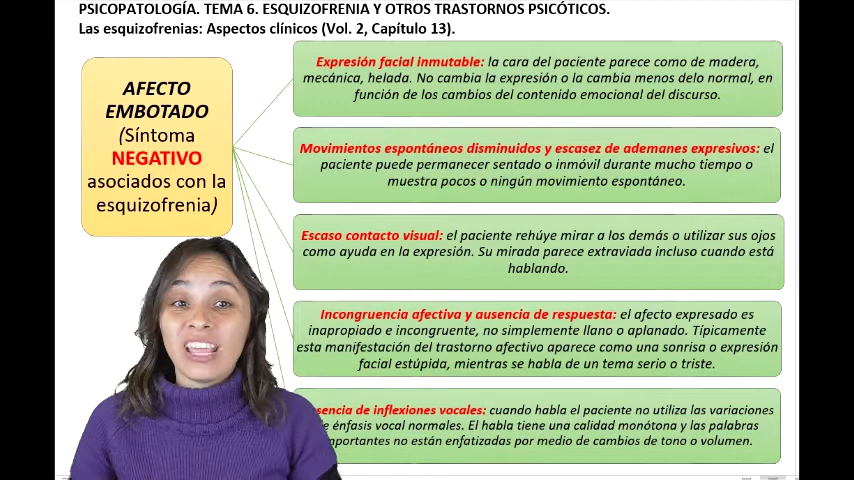 PSICOPATOLOGÍA. TEMA 6. ESQUIZOFRENIA Y OTROS TRASTORNOS PSICÓTICOS.
Las esquizofrenias: Aspectos clínicos (Vol. 2, Capítulo 13).
AFECTO
EMBOTADO
(Síntoma
NEGATIVO
asociados con la
esquizofrenia)
Expresión facial inmutable: la cara del paciente parece como de madera,
mecánica, helada. No cambia la expresión o la cambia menos delo normal, en
función de los cambios del contenido emocional del discurso.
Movimientos espontáneos disminuidos y escasez de ademanes expresivos: el
paciente puede permanecer sentado o inmóvil durante mucho tiempo o
muestra pocos o ningún movimiento espontáneo.
Escaso contacto visual: el paciente rehúye mirar a los demás o utilizar sus ojos
como ayuda en la expresión. Su mirada parece extraviada incluso cuando está
hablando.
Incongruencia afectiva y ausencia de respuesta: el afecto expresado es
inapropiado e incongruente, no simplemente llano o aplanado. Típicamente
esta manifestación del trastorno afectivo aparece como una sonrisa o expresión
facial estúpida, mientras se habla de un tema serio o triste.
sencia de inflexiones vocales: cuando habla el paciente no utiliza las variaciones
e énfasis vocal normales. El habla tiene una calidad monótona y las palabras
mportantes no están enfatizadas por medio de cambios de tono o volumen.